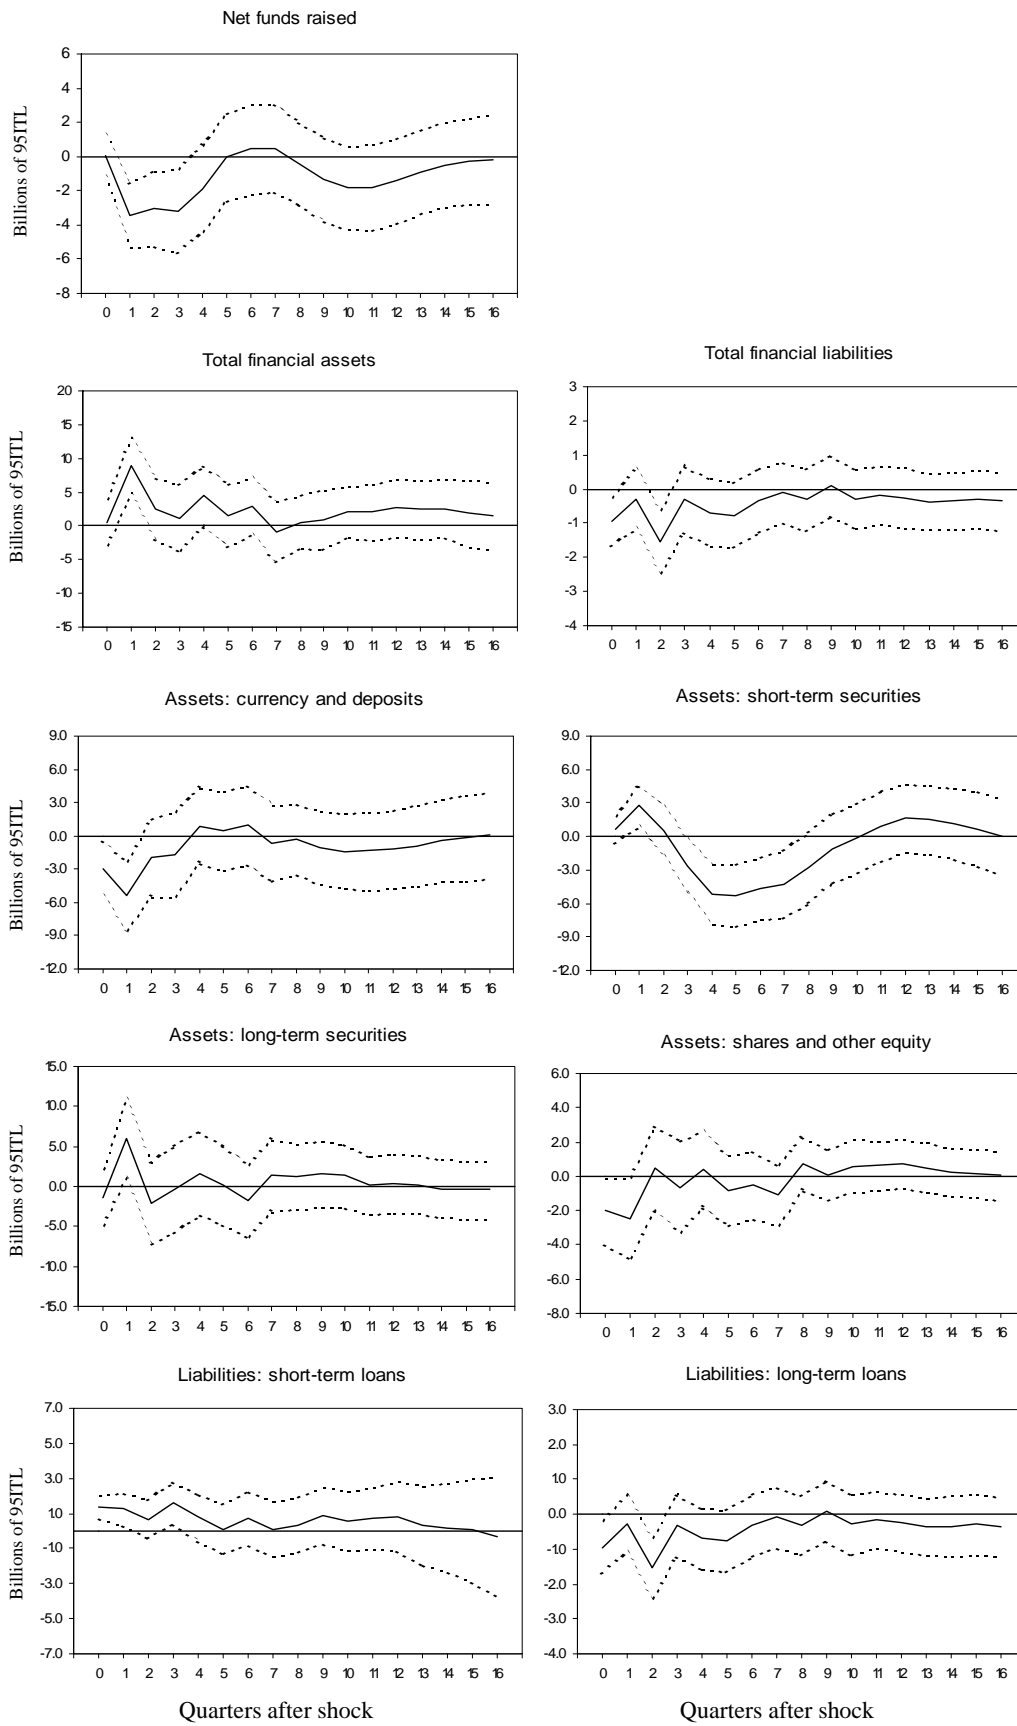 Net funds raised
Billions of 95ITL
6
4
2
0
-2
-4
-6
-8
0 1 2 3 4 5 6 7 8 9 10 11 12 13 14 15 16
Total financial assets
Billions of 95ITL
20
15
10
5
0
-5
-10
-15
0 1 2 3 4 5 6 7 8 9 10 11 12 13 14 15 16
Total financial liabilities
3
2
1
0
-1
-2
-3
-4
0 1 2 3 4 5 6 7 8 9 10 11 12 13 14 15 16
Assets: currency and deposits
Billions of 95ITL
9.0
6.0
3.0
0.0
-3.0
-6.0
-9.0
-12.0
0 1 2 3 4 5 6 7 8 9 10 11 12 13 14 15 16
Assets: short-term securities
9.0
6.0
3.0
0.0
-3.0
-6.0
-9.0
-12.0
0 1 2 3 4 5 6 7 8 9 10 11 12 13 14 15 16
Assets: long-term securities
Billions of 95ITL
15.0
10.0
5.0
0.0
-5.0
-10.0
-15.0
0 1 2 3 4 5 6 7 8 9 10 11 12 13 14 15 16
Assets: shares and other equity
6.0
4.0
2.0
0.0
-2.0
-4.0
-6.0
-8.0
0 1 2 3 4 5 6 7 8 9 10 11 12 13 14 15 16
Liabilities: short-term loans
Billions of 95ITL
7.0
5.0
3.0
1.0
-1.0
-3.0
-5.0
-7.0
0 1 2 3 4 5 6 7 8 9 10 11 12 13 14 15 16
Quarters after shock
Liabilities: long-term loans
3.0
2.0
1.0
0.0
-1.0
-2.0
-3.0
-4.0
0 1 2 3 4 5 6 7 8 9 10 11 12 13 14 15 16
Quarters after shock